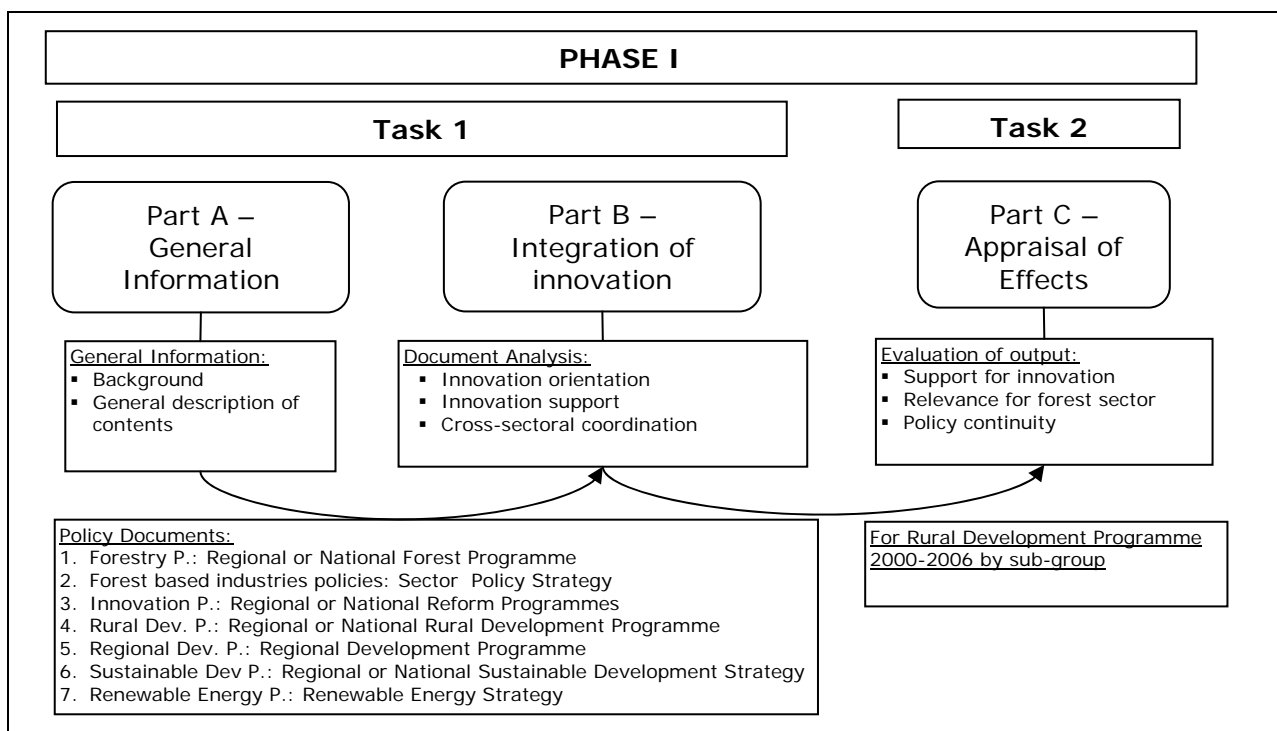 PHASE I
Task 1
Task 2
Part A –
General
Information
Part B –
Integration of
innovation
Part C –
Appraisal of
Effects
General Information:
▪ Background
▪ General description of
contents
Document Analysis:
▪ Innovation orientation
▪ Innovation support
▪ Cross-sectoral coordination
Evaluation of output:
▪ Support for innovation
▪ Relevance for forest sector
▪ Policy continuity
Policy Documents:
1. Forestry P.: Regional or National Forest Programme
2. Forest based industries policies: Sector Policy Strategy
3. Innovation P.: Regional or National Reform Programmes
4. Rural Dev. P.: Regional or National Rural Development Programme
5. Regional Dev. P.: Regional Development Programme
6. Sustainable Dev P.: Regional or National Sustainable Development Strategy
7. Renewable Energy P.: Renewable Energy Strategy
For Rural Development Programme
2000-2006 by sub-group